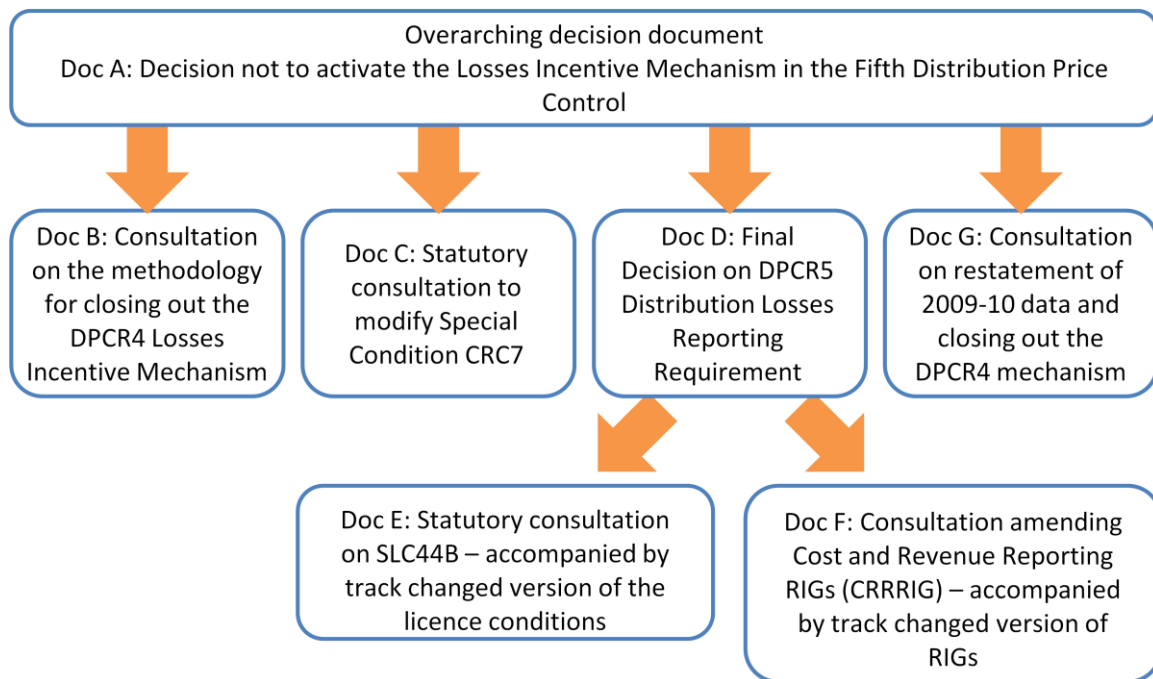 Overarching decision document
Doc A: Decision not to activate the Losses Incentive Mechanism in the Fifth Distribution Price
Control
Doc B: Consultation
on the methodology
for closing out the
DPCR4 Losses
Incentive Mechanism
Doc C: Statutory
consultation to
modify Special
Condition CRC7
Doc D: Final
Decision on DPCR5
Distribution Losses
Reporting
Requirement
Doc G: Consultation
on restatement of
2009-10 data and
closing out the
DPCR4 mechanism
Doc E: Statutory consultation
on SLC44B – accompanied by
track changed version of the
licence conditions
Doc F: Consultation amending
Cost and Revenue Reporting
RIGs (CRRRIG) – accompanied
by track changed version of
RIGs